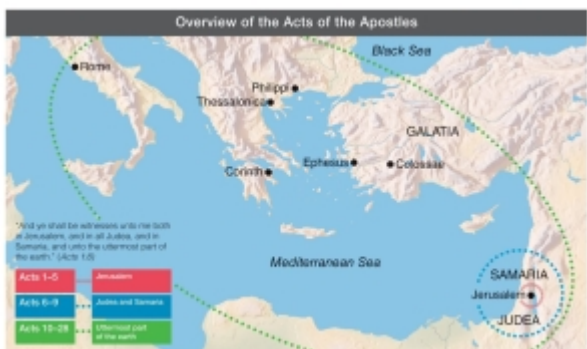 Overview of the Acts of the Apostles
Black Sea
Rome
Philippi
Thessalonica
GALATIA
Ephesus
Colossae
Corinth
"And ye shall be witnesses unto me both
in Jerusalem, and in all Judea, and in
Samaria, and unto the uttermost part of
the earth." (Acts 1:8)
Mediterranean Sea
SAMARIA
Jerusalem
JUDEA
Acts 1–5 Jerusalem
Acts 6–9 Judea and Samaria
Acts 10–28 Uttermost part
of the earth